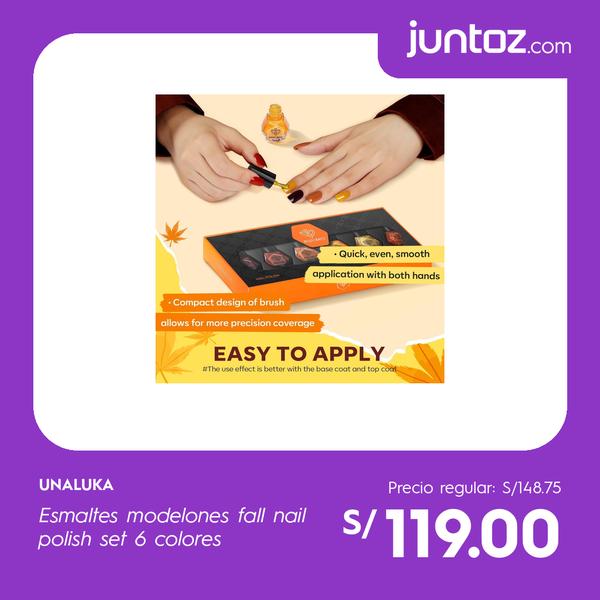 juntoz.com
· Quick, even, smooth
application with both hands
· Compact design of brush
allows for more precision coverage
EASY TO APPLY
#The use effect is better with the base coat and top coat
UNALUKA
Precio regular: S/148.75
Esmaltes modelones fall nail
polish set 6 colores
S/119.00